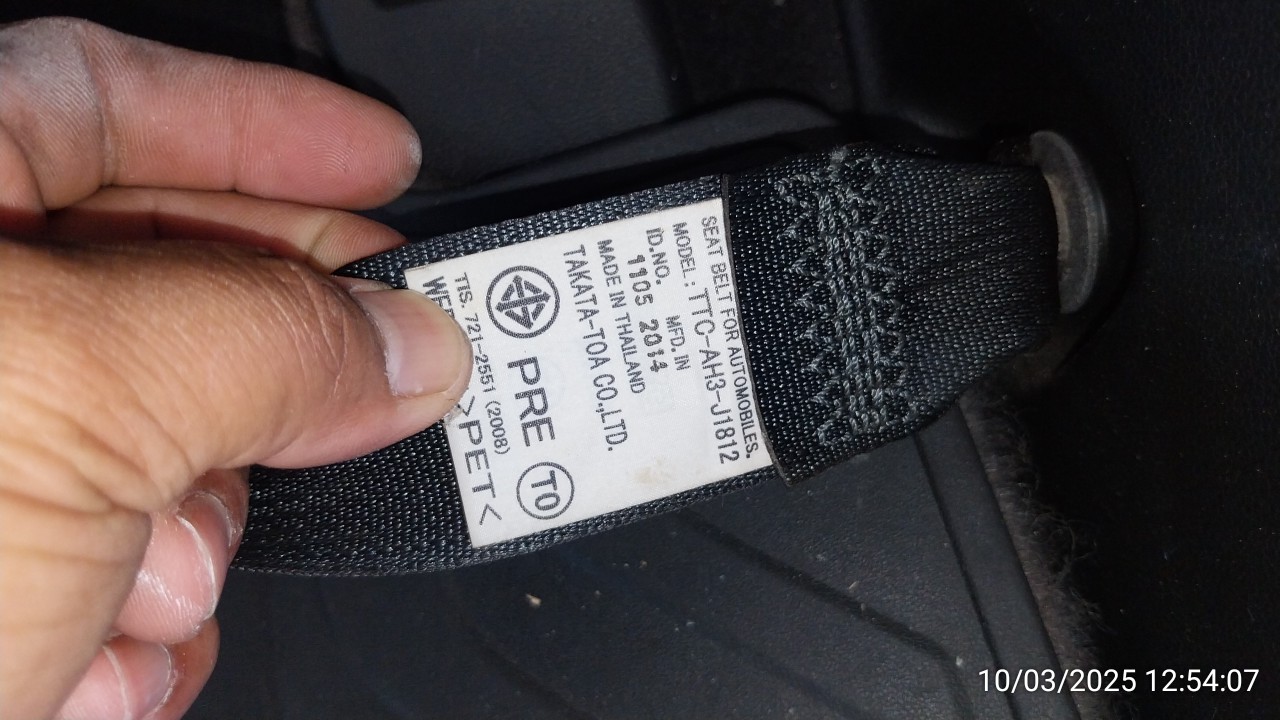 SEAT BELT FOR AUTOMOBILES.
MODEL: TTC-AH3-J1812
ID.NO. MFD. IN
1105 2014
MADE IN THAILAND
TAKATA-TOA CO.,LTD.
PRE TO
TIS. 721-2551 (2008)
>PET<
10/03/2025 12:54:07